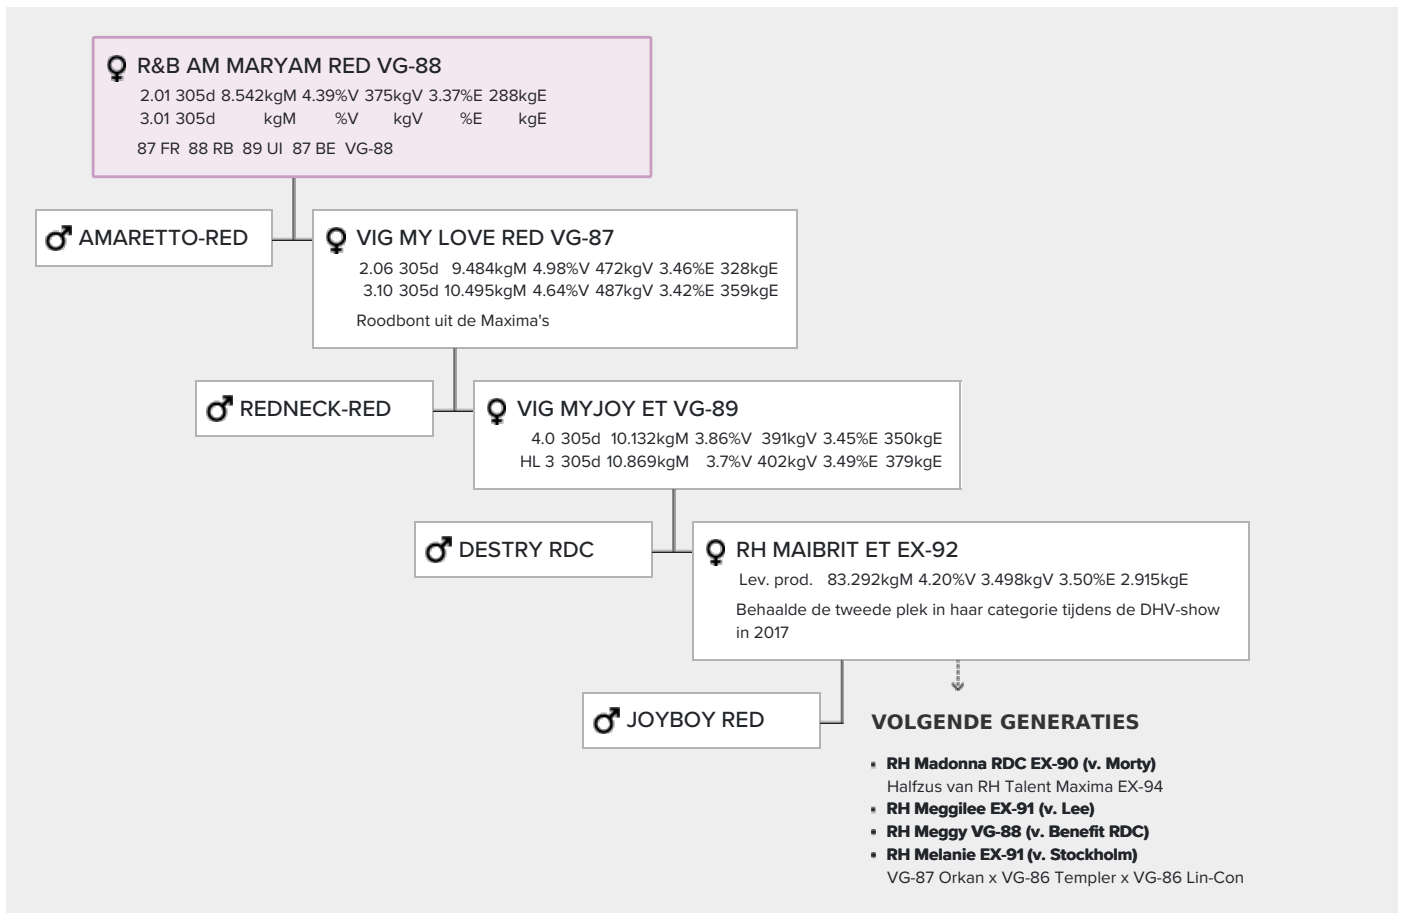 R&B AM MARYAM RED VG-88
2.01 305d 8.542kgM 4.39%V 375kgV 3.37%E 288kgE
3.01 305d kgM %V kgV %E kgE
87 FR 88 RB 89 UI 87 BE VG-88
AMARETTO-RED
VIG MY LOVE RED VG-87
2.06 305d 9.484kgM 4.98%V 472kgV 3.46%E 328kgE
3.10 305d 10.495kgM 4.64%V 487kgV 3.42%E 359kgE
Roodbont uit de Maxima's
REDNECK-RED
VIG MYJOY ET VG-89
4.0 305d 10.132kgM 3.86%V 391kgV 3.45%E 350kgE
HL 3 305d 10.869kgM 3.7%V 402kgV 3.49%E 379kgE
DESTRY RDC
RH MAIBRIT ET EX-92
Lev. prod. 83.292kgM 4.20%V 3.498kgV 3.50%E 2.915kgE
Behaalde de tweede plek in haar categorie tijdens de DHV-show
in 2017
JOYBOY RED
VOLGENDE GENERATIES
• RH Madonna RDC EX-90 (v. Morty)
Halfzus van RH Talent Maxima EX-94
• RH Meggilee EX-91 (v. Lee)
• RH Meggy VG-88 (v. Benefit RDC)
• RH Melanie EX-91 (v. Stockholm)
VG-87 Orkan x VG-86 Templer x VG-86 Lin-Con